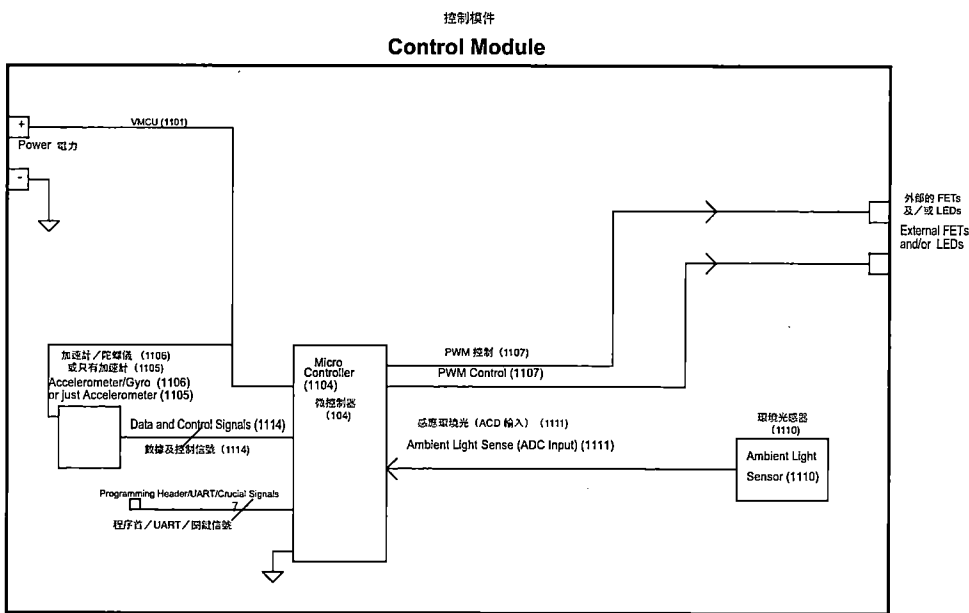 控制模件
Control Module
+
VMCU (1101)
Power 電力
-
外部的 FETs
及／或 LEDs
External FETs
and/or LEDs
加速計／陀螺儀（1106）
或只有加速計（1105）
Accelerometer/Gyro (1106)
or just Accelerometer (1105)
Micro
Controller
(1104)
微控制器
(104)
PWM 控制（1107）
PWM Control (1107)
Data and Control Signals (1114)
數據及控制信號（1114）
感應環境光（ACD 輸入）（1111）
Ambient Light Sense (ADC Input) (1111)
環境光感器
(1110)
Ambient Light
Sensor (1110)
Programming Header/UART/Crucial Signals
7
程序首／UART／關鍵信號